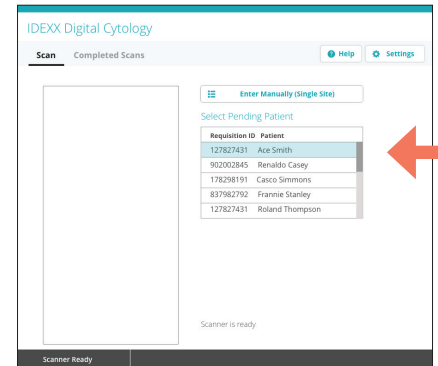 IDEXX Digital Cytology
Scan Completed Scans Help Settings
Enter Manually (Single Site)
Select Pending Patient
Requisition ID Patient
127827431 Ace Smith
902002845 Renaldo Casey
178298191 Casco Simmons
837982792 Frannie Stanley
127827431 Roland Thompson
Scanner is ready
Scanner Ready